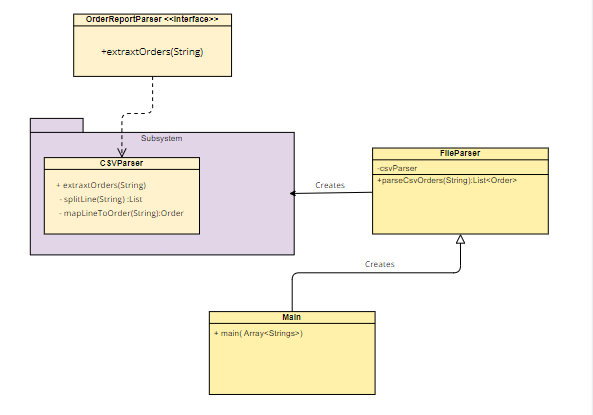 OrderReportParser <<Interface>>
+extraxtOrders(String)
Subsystem
CSVParser
+ extraxtOrders(String)
- splitLine(String) :List
- mapLineToOrder(String):Order
Creates
FileParser
-csvParser
+parseCsvOrders(String):List<Order>
Creates
Main
+ main( Array<Strings>)